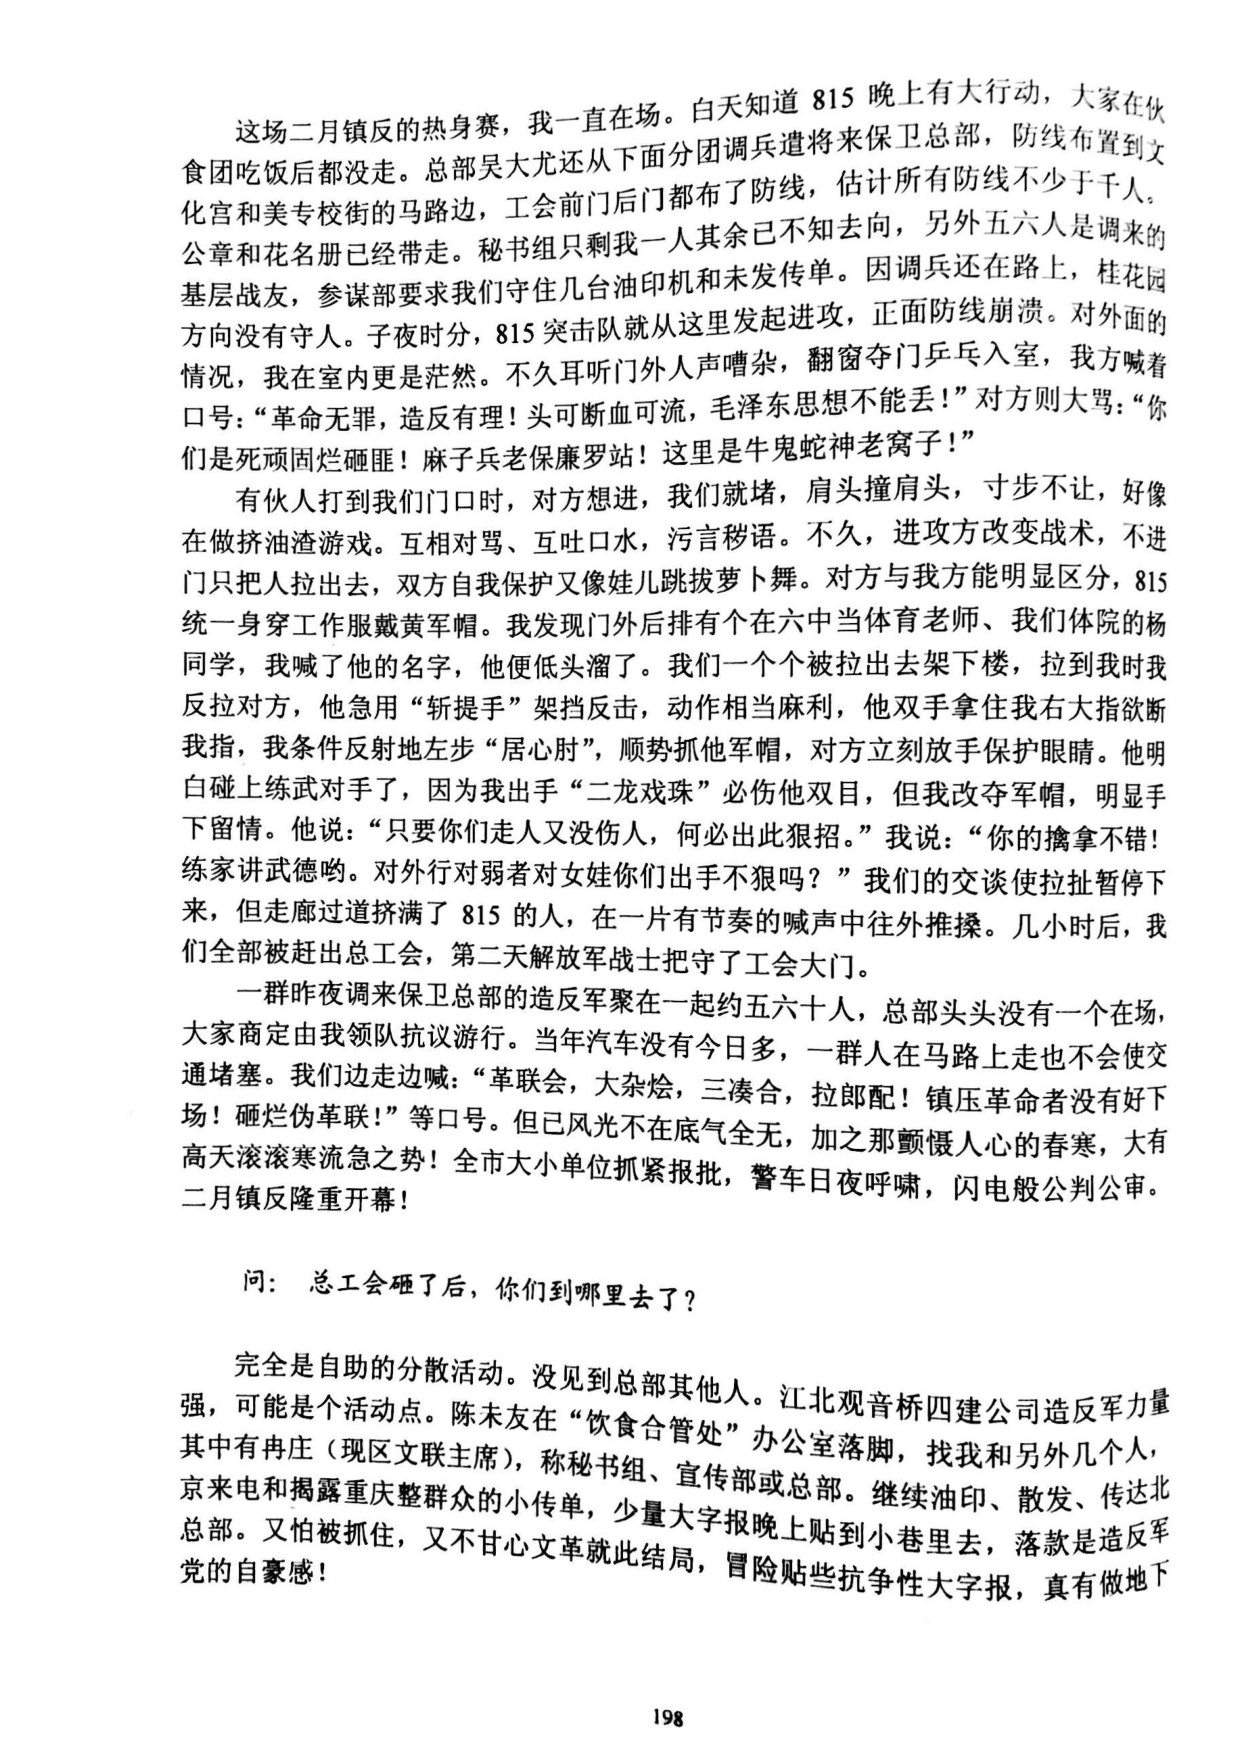 这场二月镇反的热身赛，我一直在场。白天知道 815 晚上有大行动，大家在伙
食团吃饭后都没走。总部吴大尤还从下面分团调兵遣将来保卫总部，防线布置到文
化宫和美专校街的马路边，工会前门后门都布了防线，估计所有防线不少于千人。
公章和花名册已经带走。秘书组只剩我一人其余已不知去向，另外五六人是调来的
基层战友，参谋部要求我们守住几台油印机和未发传单。因调兵还在路上，桂花园
方向没有守人。子夜时分，815 突击队就从这里发起进攻，正面防线崩溃。对外面的
情况，我在室内更是茫然。不久耳听门外人声嘈杂，翻窗夺门乒乓入室，我方喊着
口号：“革命无罪，造反有理！头可断血可流，毛泽东思想不能丢！”对方则大骂：“你
们是死顽固烂砸匪！麻子兵老保廉罗站！这里是牛鬼蛇神老窝子！”
有伙人打到我们门口时，对方想进，我们就堵，肩头撞肩头，寸步不让，好像
在做挤油渣游戏。互相对骂、互吐口水，污言秽语。不久，进攻方改变战术，不进
门只把人拉出去，双方自我保护又像娃儿跳拔萝卜舞。对方与我方能明显区分，815
统一身穿工作服戴黄军帽。我发现门外后排有个在六中当体育老师、我们体院的杨
同学，我喊了他的名字，他便低头溜了。我们一个个被拉出去架下楼，拉到我时我
反拉对方，他急用“斩提手”架挡反击，动作相当麻利，他双手拿住我右大指欲断
我指，我条件反射地左步“居心肘”，顺势抓他军帽，对方立刻放手保护眼睛。他明
白碰上练武对手了，因为我出手“二龙戏珠”必伤他双目，但我改夺军帽，明显手
下留情。他说：“只要你们走人又没伤人，何必出此狠招。”我说：“你的擒拿不错！
练家讲武德哟。对外行对弱者对女娃你们出手不狠吗？”我们的交谈使拉扯暂停下
来，但走廊过道挤满了 815 的人，在一片有节奏的喊声中往外推搡。几小时后，我
们全部被赶出总工会，第二天解放军战士把守了工会大门。
一群昨夜调来保卫总部的造反军聚在一起约五六十人，总部头头没有一个在场，
大家商定由我领队抗议游行。当年汽车没有今日多，一群人在马路上走也不会使交
通堵塞。我们边走边喊：“革联会，大杂烩，三凑合，拉郎配！镇压革命者没有好下
场！砸烂伪革联！”等口号。但已风光不在底气全无，加之那颤慑人心的春寒，大有
高天滚滚寒流急之势！全市大小单位抓紧报批，警车日夜呼啸，闪电般公判公审。
二月镇反隆重开幕！
问： 总工会砸了后，你们到哪里去了？
完全是自助的分散活动。没见到总部其他人。江北观音桥四建公司造反军力量
强，可能是个活动点。陈未友在“饮食合管处”办公室落脚，找我和另外几个人，
其中有冉庄（现区文联主席），称秘书组、宣传部或总部。继续油印、散发、传达北
京来电和揭露重庆整群众的小传单，少量大字报晚上贴到小巷里去，落款是造反军
总部。又怕被抓住，又不甘心文革就此结局，冒险贴些抗争性大字报，真有做地下
党的自豪感！
198